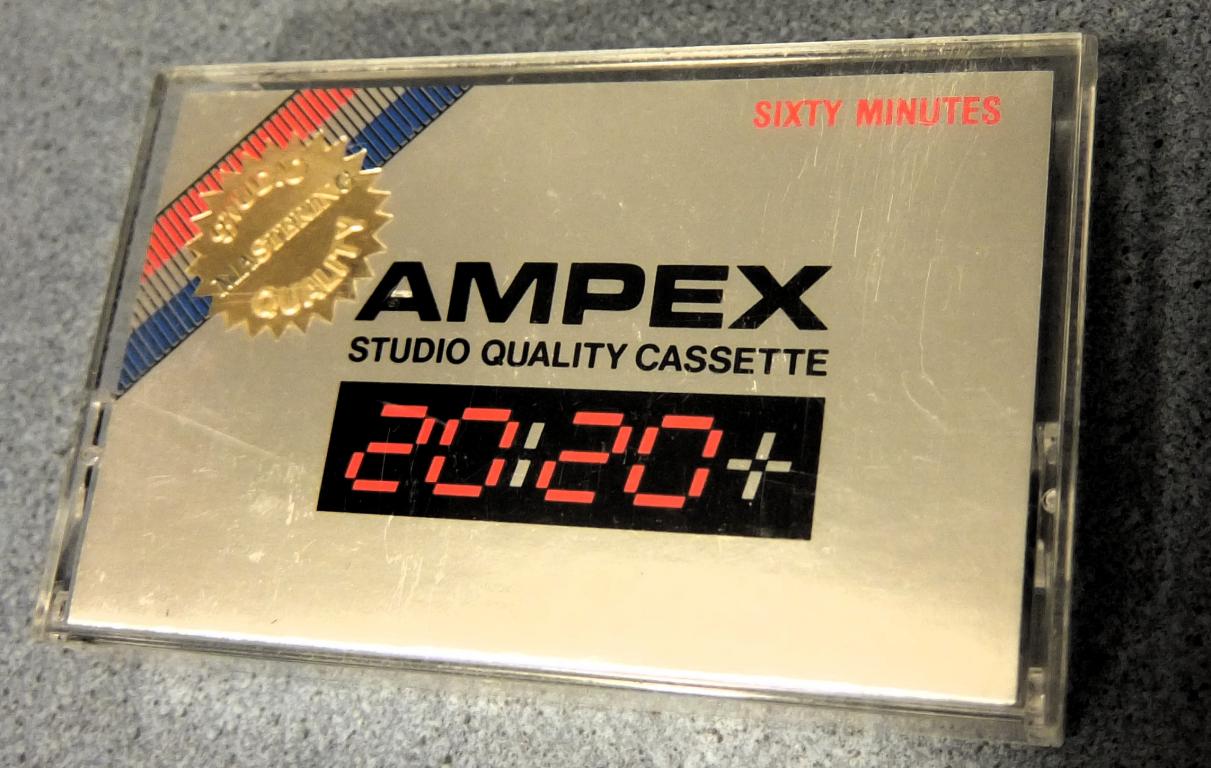 SIXTY MINUTES
STUDIO
MASTERING
QUALITY
AMPEX
STUDIO QUALITY CASSETTE
20:20+